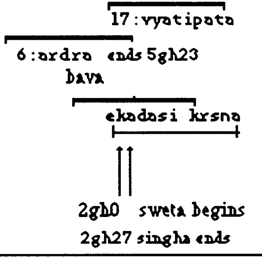 17:vyatipata
6:ardra ends 5gh23
bava
ekadasi krsna
2gh0 sweta begins
2gh27 singha ends